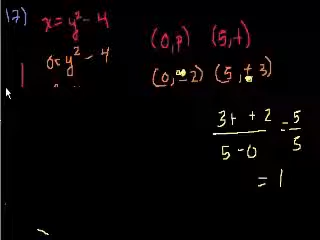 17) x = y² - 4 (0, p) (5, t)
0 = y² - 4 (0, -2) (5, +3)
3 + + 2 / 5 - 0 = 5 / 5
= 1